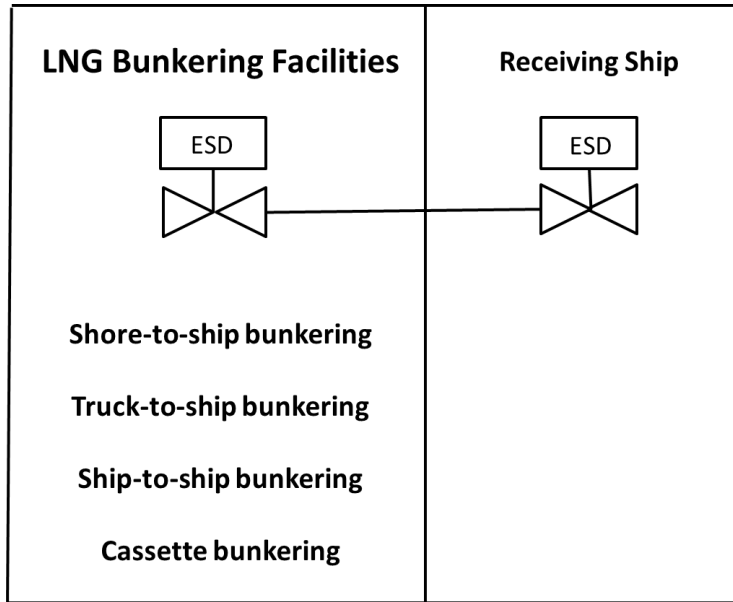 LNG Bunkering Facilities
Receiving Ship
ESD
ESD
Shore-to-ship bunkering
Truck-to-ship bunkering
Ship-to-ship bunkering
Cassette bunkering